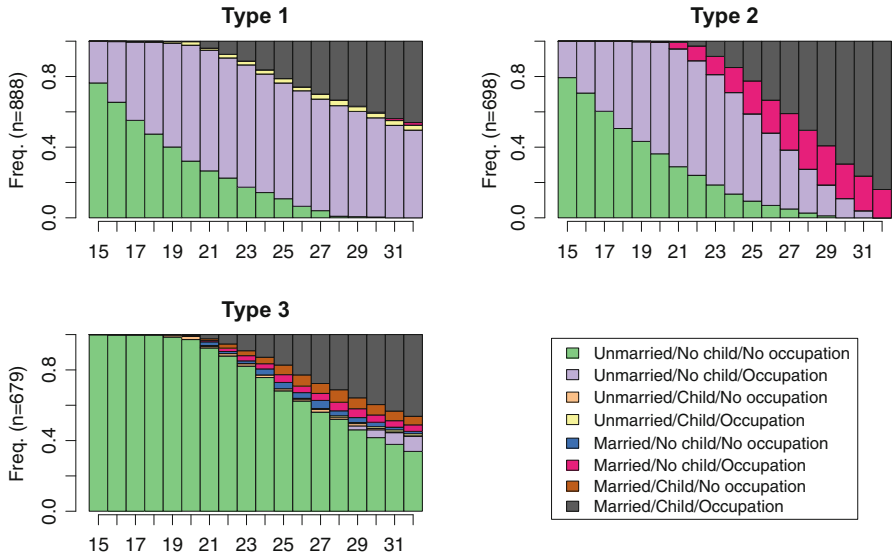 Type 1
Freq. (n=888)
0.8
0.4
0.0
15 17 19 21 23 25 27 29 31
Type 2
Freq. (n=698)
0.8
0.4
0.0
15 17 19 21 23 25 27 29 31
Type 3
Freq. (n=679)
0.8
0.4
0.0
15 17 19 21 23 25 27 29 31
Unmarried/No child/No occupation
Unmarried/No child/Occupation
Unmarried/Child/No occupation
Unmarried/Child/Occupation
Married/No child/No occupation
Married/No child/Occupation
Married/Child/No occupation
Married/Child/Occupation